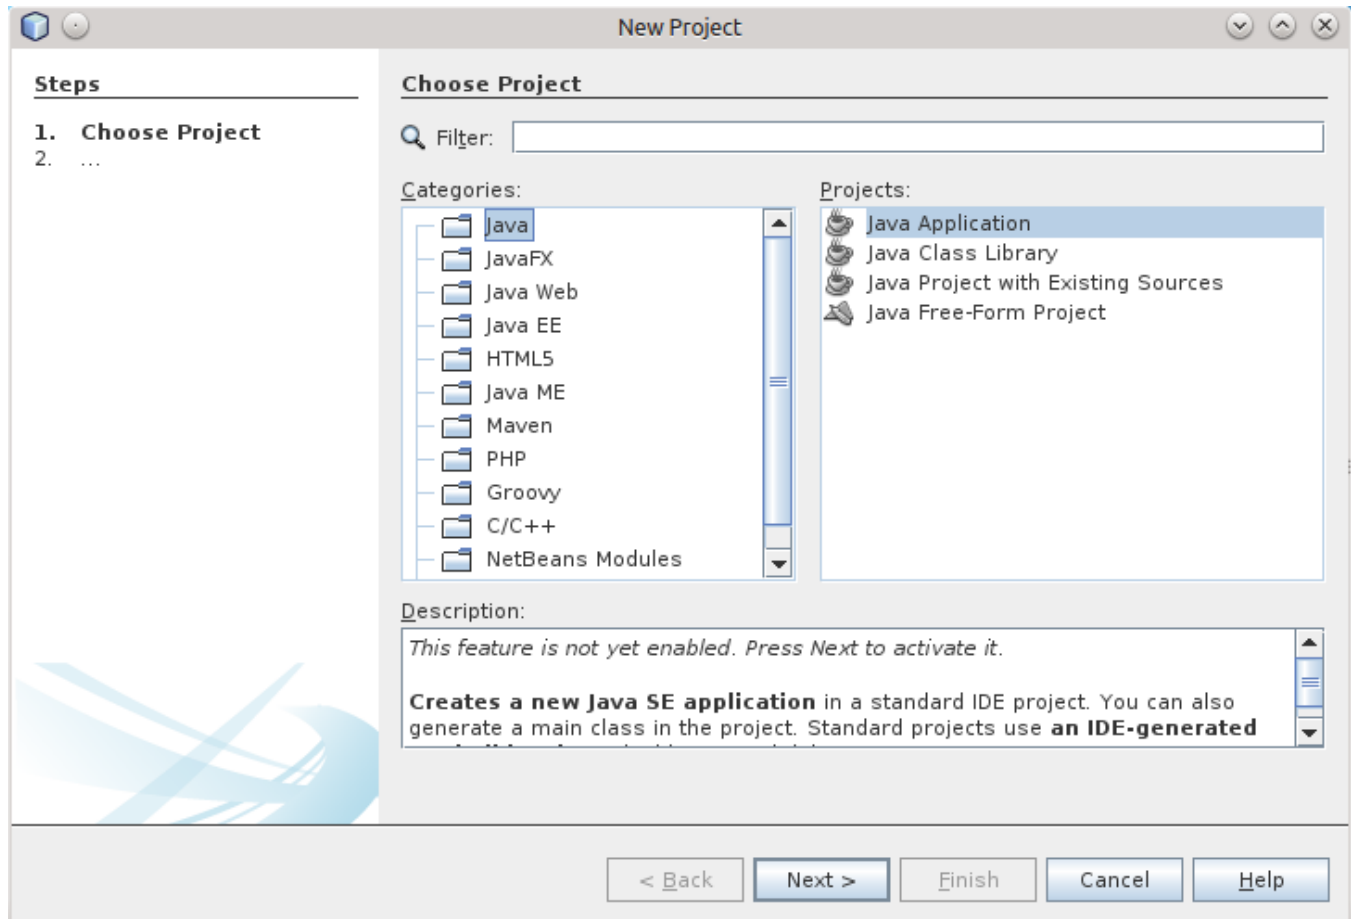 New Project
Steps
1. Choose Project
2. ...
Choose Project
Filter:
Categories:
Java
JavaFX
Java Web
Java EE
HTML5
Java ME
Maven
PHP
Groovy
C/C++
NetBeans Modules
Projects:
Java Application
Java Class Library
Java Project with Existing Sources
Java Free-Form Project
Description:
This feature is not yet enabled. Press Next to activate it.
Creates a new Java SE application in a standard IDE project. You can also
generate a main class in the project. Standard projects use an IDE-generated
< Back
Next >
Finish
Cancel
Help